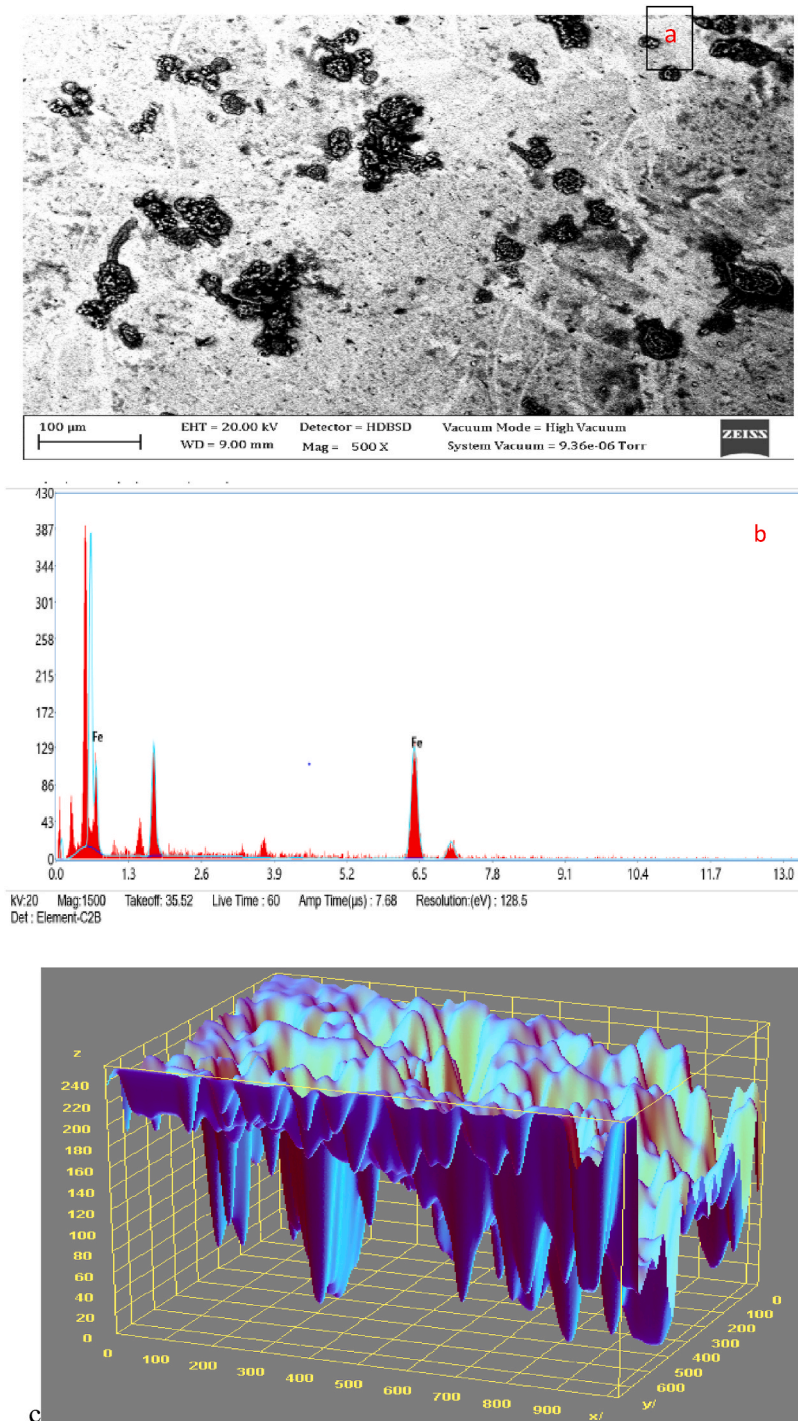 a
100 µm
EHT = 20.00 kV Detector = HDBSD Vacuum Mode = High Vacuum
WD = 9.00 mm Mag = 500 X System Vacuum = 9.36e-06 Torr
ZEISS
430
b
387
344
301
258
215
172
129
86
43
0
Fe
Fe
0.0 1.3 2.6 3.9 5.2 6.5 7.8 9.1 10.4 11.7 13.0
kV:20 Mag:1500 Takeoff: 35.52 Live Time : 60 Amp Time(µs) : 7.68 Resolution:(eV) : 128.5
Det : Element-C2B
z
240
220
200
180
160
140
120
100
80
60
40
20
0
0 100 200 300 400 500 600 700 800 900 x/
0
100
200
300
400
500
600
y/
c